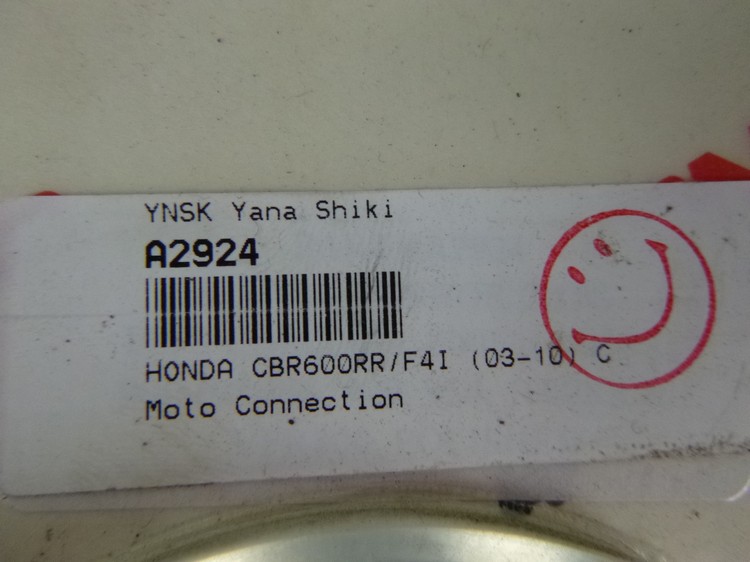 YNSK Yana Shiki
A2924
HONDA CBR600RR/F4I (03-10) C
Moto Connection